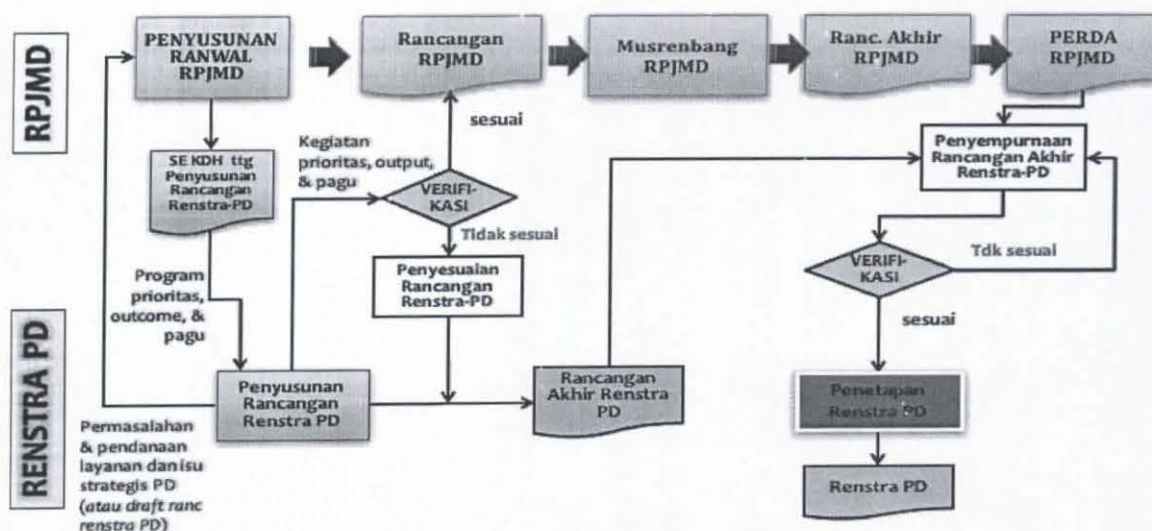 RPJMD
PENYUSUNAN
RANWAL
RPJMD
Rancangan
RPJMD
Musrenbang
RPJMD
Ranc. Akhir
RPJMD
PERDA
RPJMD
SE KDH ttg
Penyusunan
Rancangan
Renstra-PD
Kegiatan
prioritas, output,
& pagu
sesuai
VERIFI-
KASI
Tidak sesuai
Penyesuaian
Rancangan
Renstra-PD
Penyempurnaan
Rancangan Akhir
Renstra-PD
VERIFI-
KASI
Tdk sesuai
sesuai
RENSTRA PD
Program
prioritas,
outcome, &
pagu
Penyusunan
Rancangan
Renstra PD
Rancangan
Akhir Renstra
PD
Penetapan
Renstra PD
Renstra PD
Permasalahan
& pendanaan
layanan dan isu
strategis PD
(atau draft ranc
renstra PD)